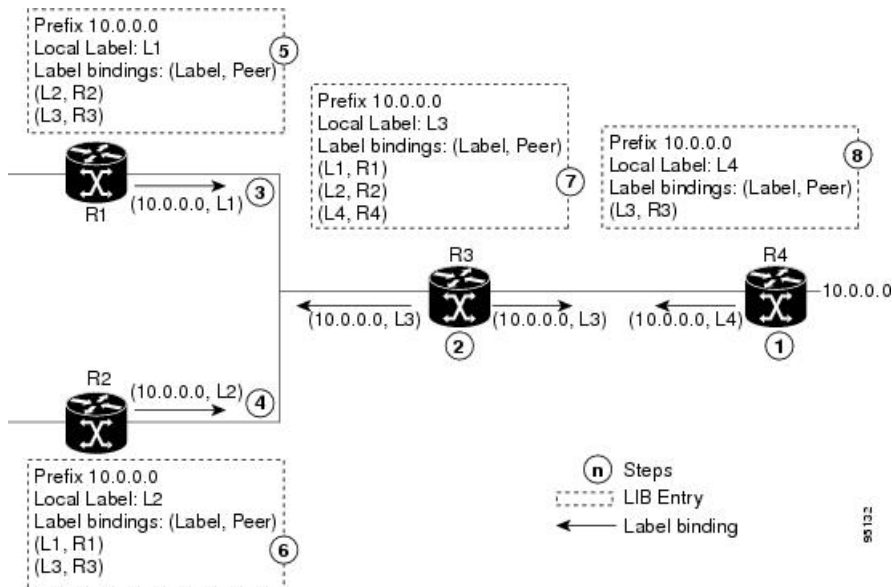 Prefix 10.0.0.0
Local Label: L1
Label bindings: (Label, Peer)
(L2, R2)
(L3, R3)
5
R1
(10.0.0.0, L1)
3
Prefix 10.0.0.0
Local Label: L3
Label bindings: (Label, Peer)
(L1, R1)
(L2, R2)
(L4, R4)
7
Prefix 10.0.0.0
Local Label: L4
Label bindings: (Label, Peer)
(L3, R3)
8
R3
(10.0.0.0, L3)
(10.0.0.0, L3)
2
R4
10.0.0.0
(10.0.0.0, L4)
1
R2
(10.0.0.0, L2)
4
Prefix 10.0.0.0
Local Label: L2
Label bindings: (Label, Peer)
(L1, R1)
(L3, R3)
6
n Steps
LIB Entry
Label binding
95132